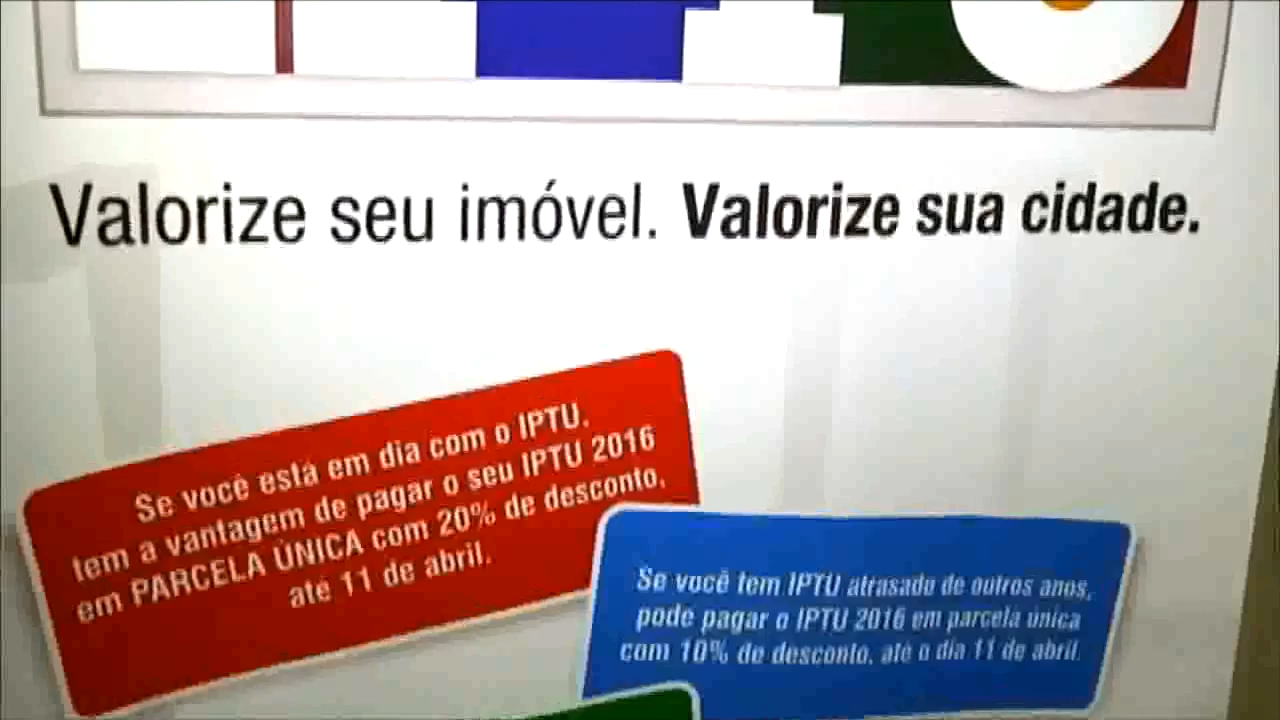 Valorize seu imóvel. Valorize sua cidade.
Se você está em dia com o IPTU,
tem a vantagem de pagar o seu IPTU 2016
em PARCELA ÚNICA com 20% de desconto,
até 11 de abril.
Se você tem IPTU atrasado de outros anos,
pode pagar o IPTU 2016 em parcela única
com 10% de desconto, até o dia 11 de abril.